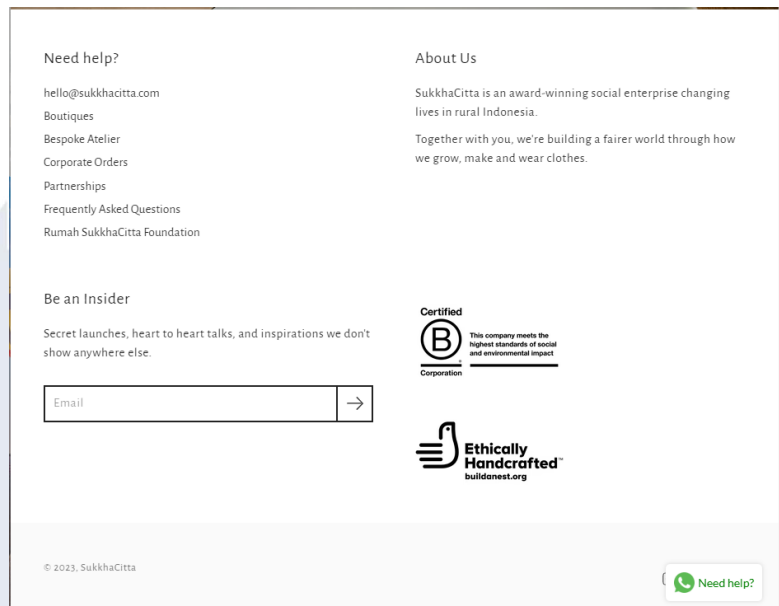 Need help?
hello@sukkhacitta.com
Boutiques
Bespoke Atelier
Corporate Orders
Partnerships
Frequently Asked Questions
Rumah SukkhaCitta Foundation
About Us
SukkhaCitta is an award-winning social enterprise changing
lives in rural Indonesia.
Together with you, we're building a fairer world through how
we grow, make and wear clothes.
Be an Insider
Secret launches, heart to heart talks, and inspirations we don't
show anywhere else.
Email
Certified
B
This company meets the
highest standards of social
and environmental impact
Corporation
Ethically
Handcrafted™
buildanest.org
© 2023, SukkhaCitta
Need help?